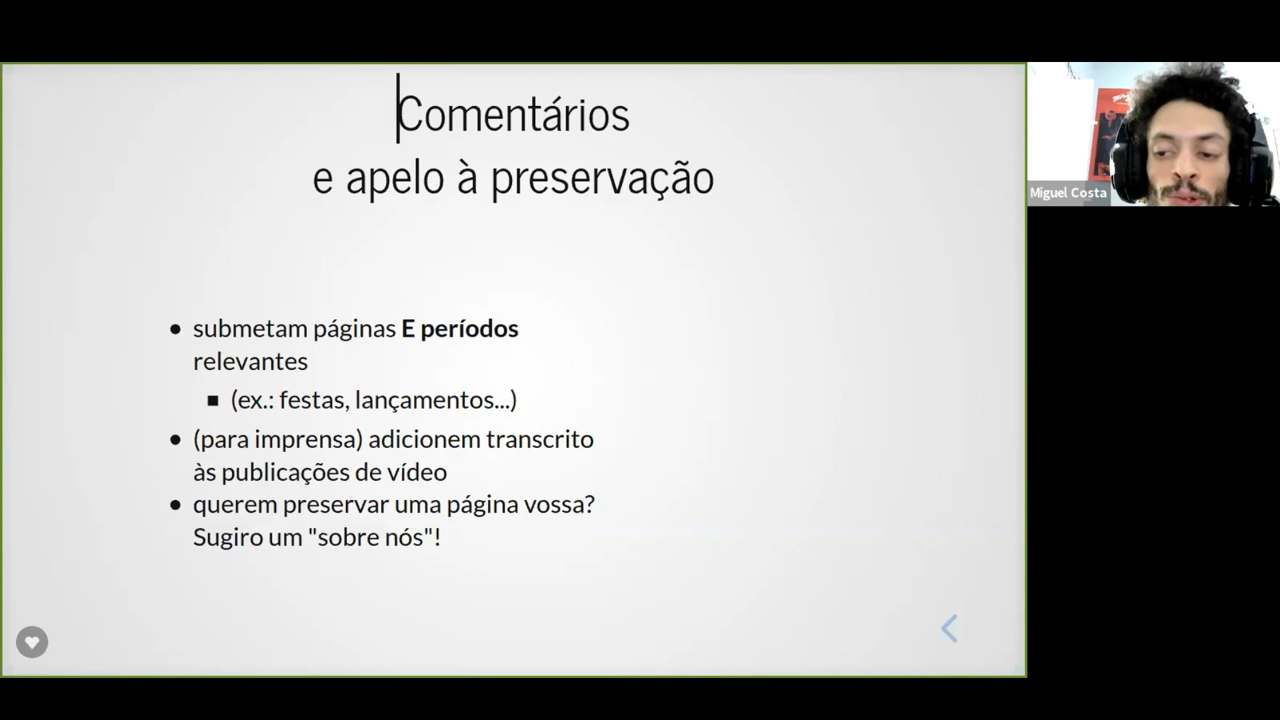 Comentários
e apelo à preservação
submetam páginas E períodos
relevantes
(ex.: festas, lançamentos...)
(para imprensa) adicionem transcrito
às publicações de vídeo
querem preservar uma página vossa?
Sugiro um "sobre nós"!
Miguel Costa